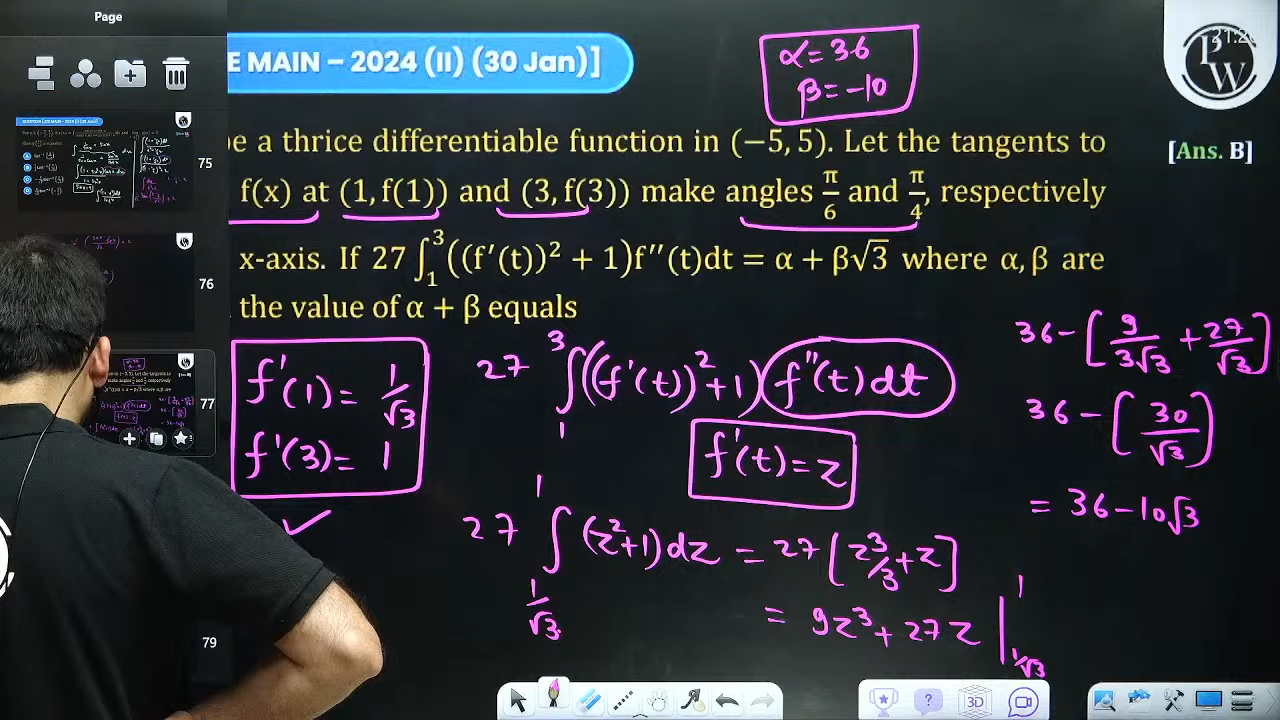 Page
E MAIN – 2024 (II) (30 Jan)]
α = 36
β = −10
be a thrice differentiable function in (−5, 5). Let the tangents to
[Ans. B]
f(x) at (1, f(1)) and (3, f(3)) make angles π/6 and π/4, respectively
x-axis. If 27 ∫₁³ ((f′(t))² + 1)f″(t)dt = α + β√3 where α, β are
the value of α + β equals
f'(1) = 1/√3
f'(3) = 1
27 ∫₁³ ((f'(t))² + 1) f''(t) dt
f'(t) = z
27 ∫_{1/√3}^{1} (z² + 1) dz = 27 [z³/3 + z]
= 9z³ + 27z |_{1/√3}^{1}
36 − [9/3√3 + 27/√3]
36 − [30/√3]
= 36 − 10√3
75
76
77
79
3D
PW